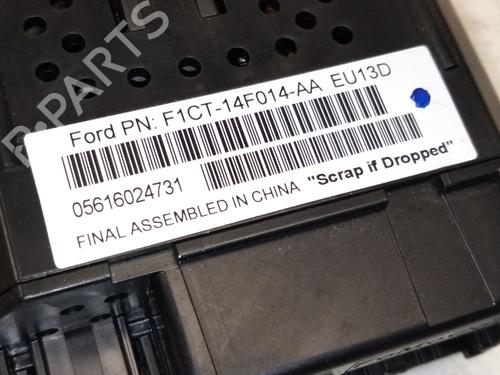 B-PARTS
Ford PN: F1CT-14F014-AA EU13D
05616024731
FINAL ASSEMBLED IN CHINA "Scrap if Dropped"